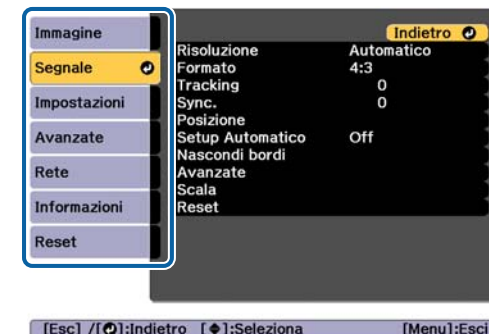 Immagine
Segnale
Impostazioni
Avanzate
Rete
Informazioni
Reset
Indietro
Risoluzione Automatico
Formato 4:3
Tracking 0
Sync. 0
Posizione
Setup Automatico Off
Nascondi bordi
Avanzate
Scala
Reset
[Esc] /[ ]:Indietro [ ]:Seleziona [Menu]:Esci